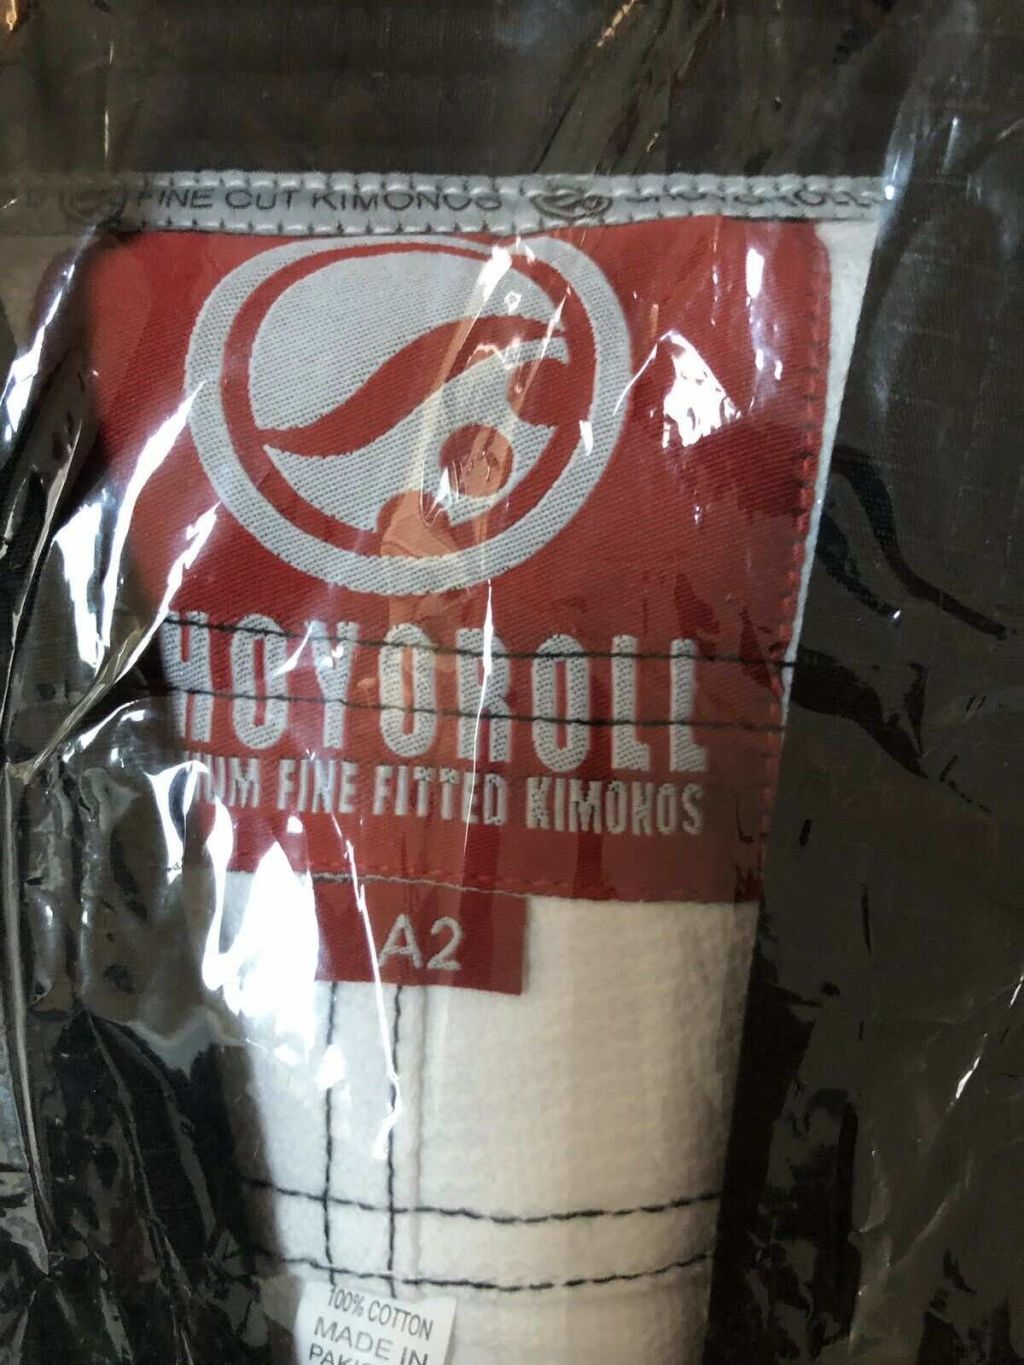 FINE CUT KIMONOS
HOYOROLL
FINE FITTED KIMONOS
A2
100% COTTON
MADE IN